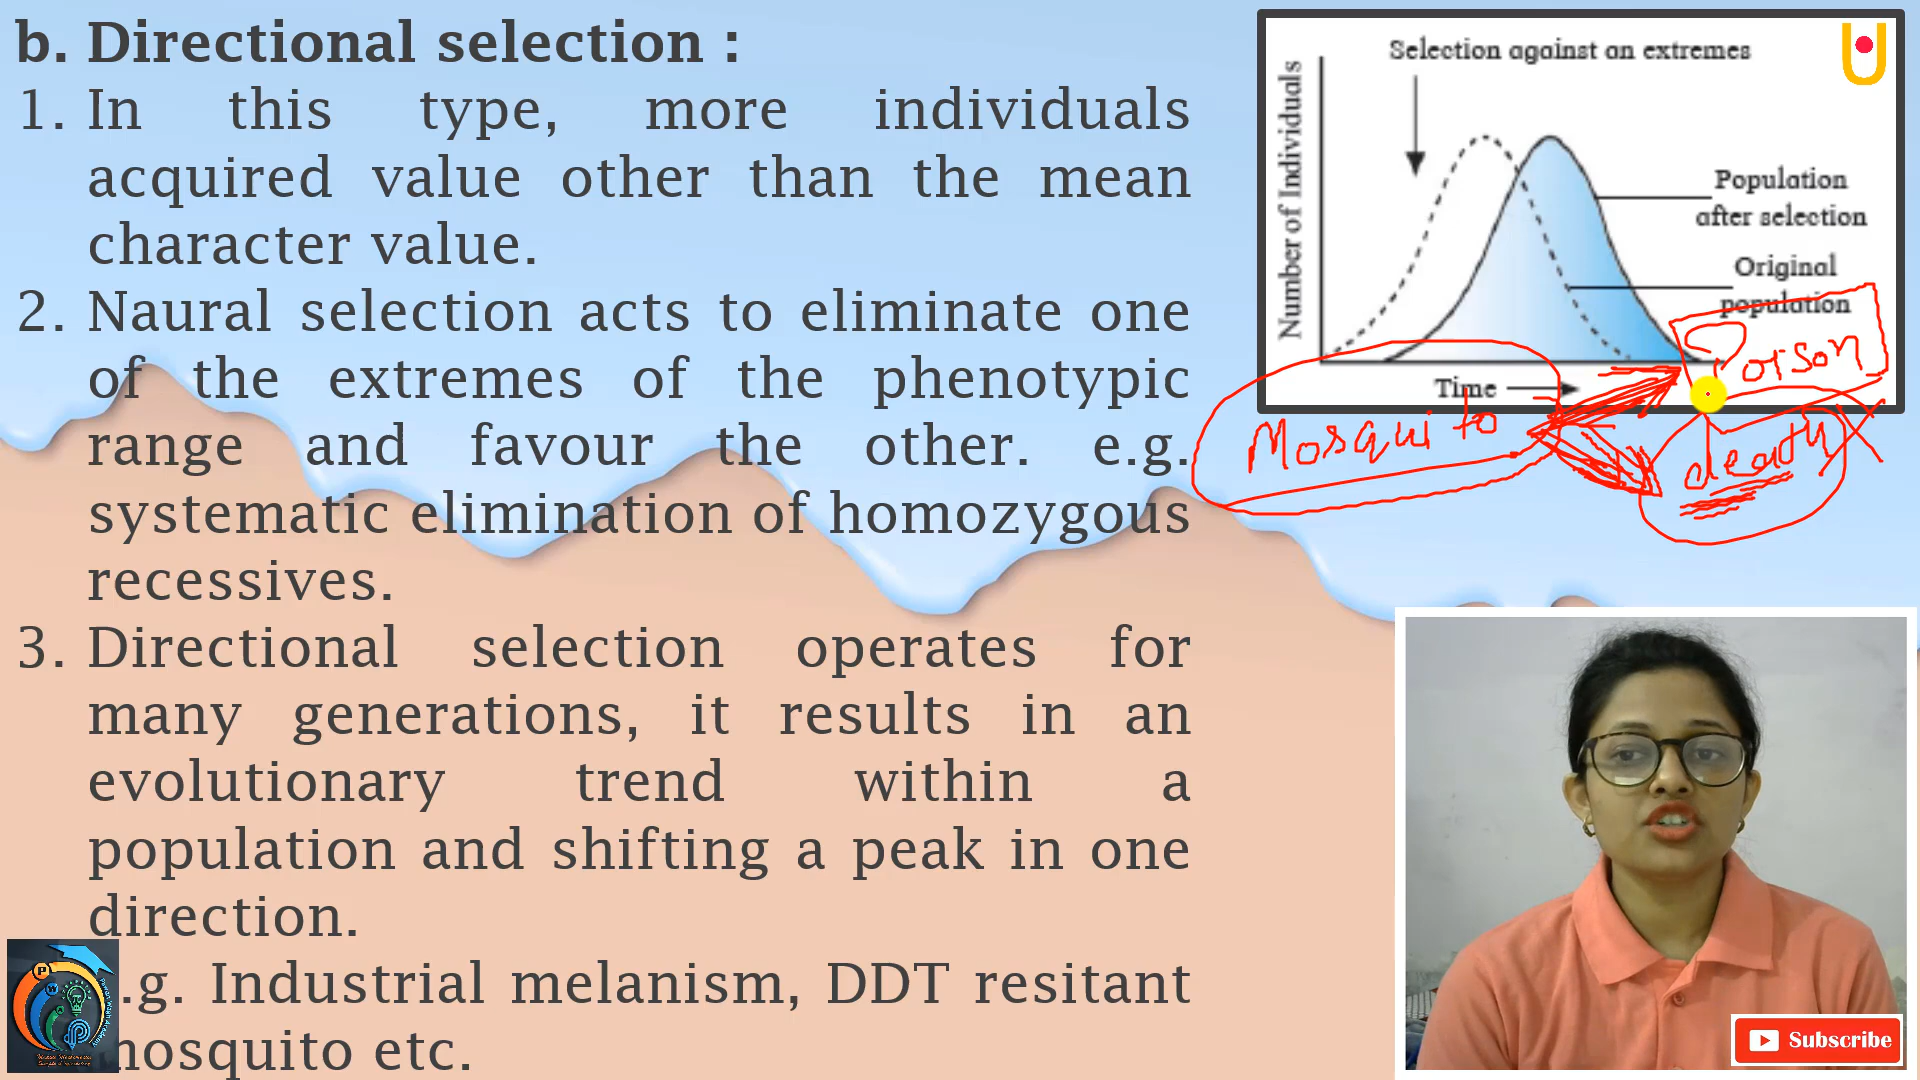 b. Directional selection :
1. In this type, more individuals
acquired value other than the mean
character value.
2. Naural selection acts to eliminate one
of the extremes of the phenotypic
range and favour the other. e.g.
systematic elimination of homozygous
recessives.
3. Directional selection operates for
many generations, it results in an
evolutionary trend within a
population and shifting a peak in one
direction.
.g. Industrial melanism, DDT resitant
mosquito etc.
Selection against an extremes
Number of Individuals
Population
after selection
Original
population
Time
Poison
Mosquito
death
Subscribe